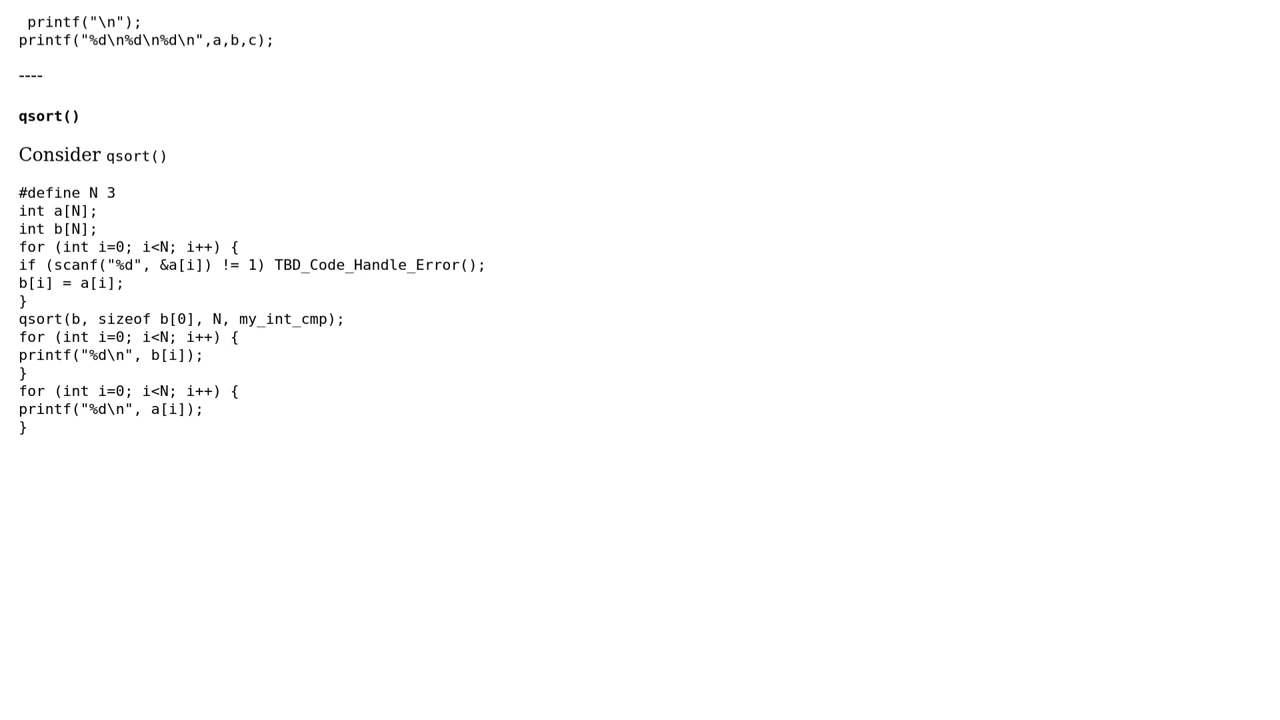 printf("\n");
printf("%d\n%d\n%d\n",a,b,c);
----
qsort()
Consider qsort()
#define N 3
int a[N];
int b[N];
for (int i=0; i<N; i++) {
if (scanf("%d", &a[i]) != 1) TBD_Code_Handle_Error();
b[i] = a[i];
}
qsort(b, sizeof b[0], N, my_int_cmp);
for (int i=0; i<N; i++) {
printf("%d\n", b[i]);
}
for (int i=0; i<N; i++) {
printf("%d\n", a[i]);
}